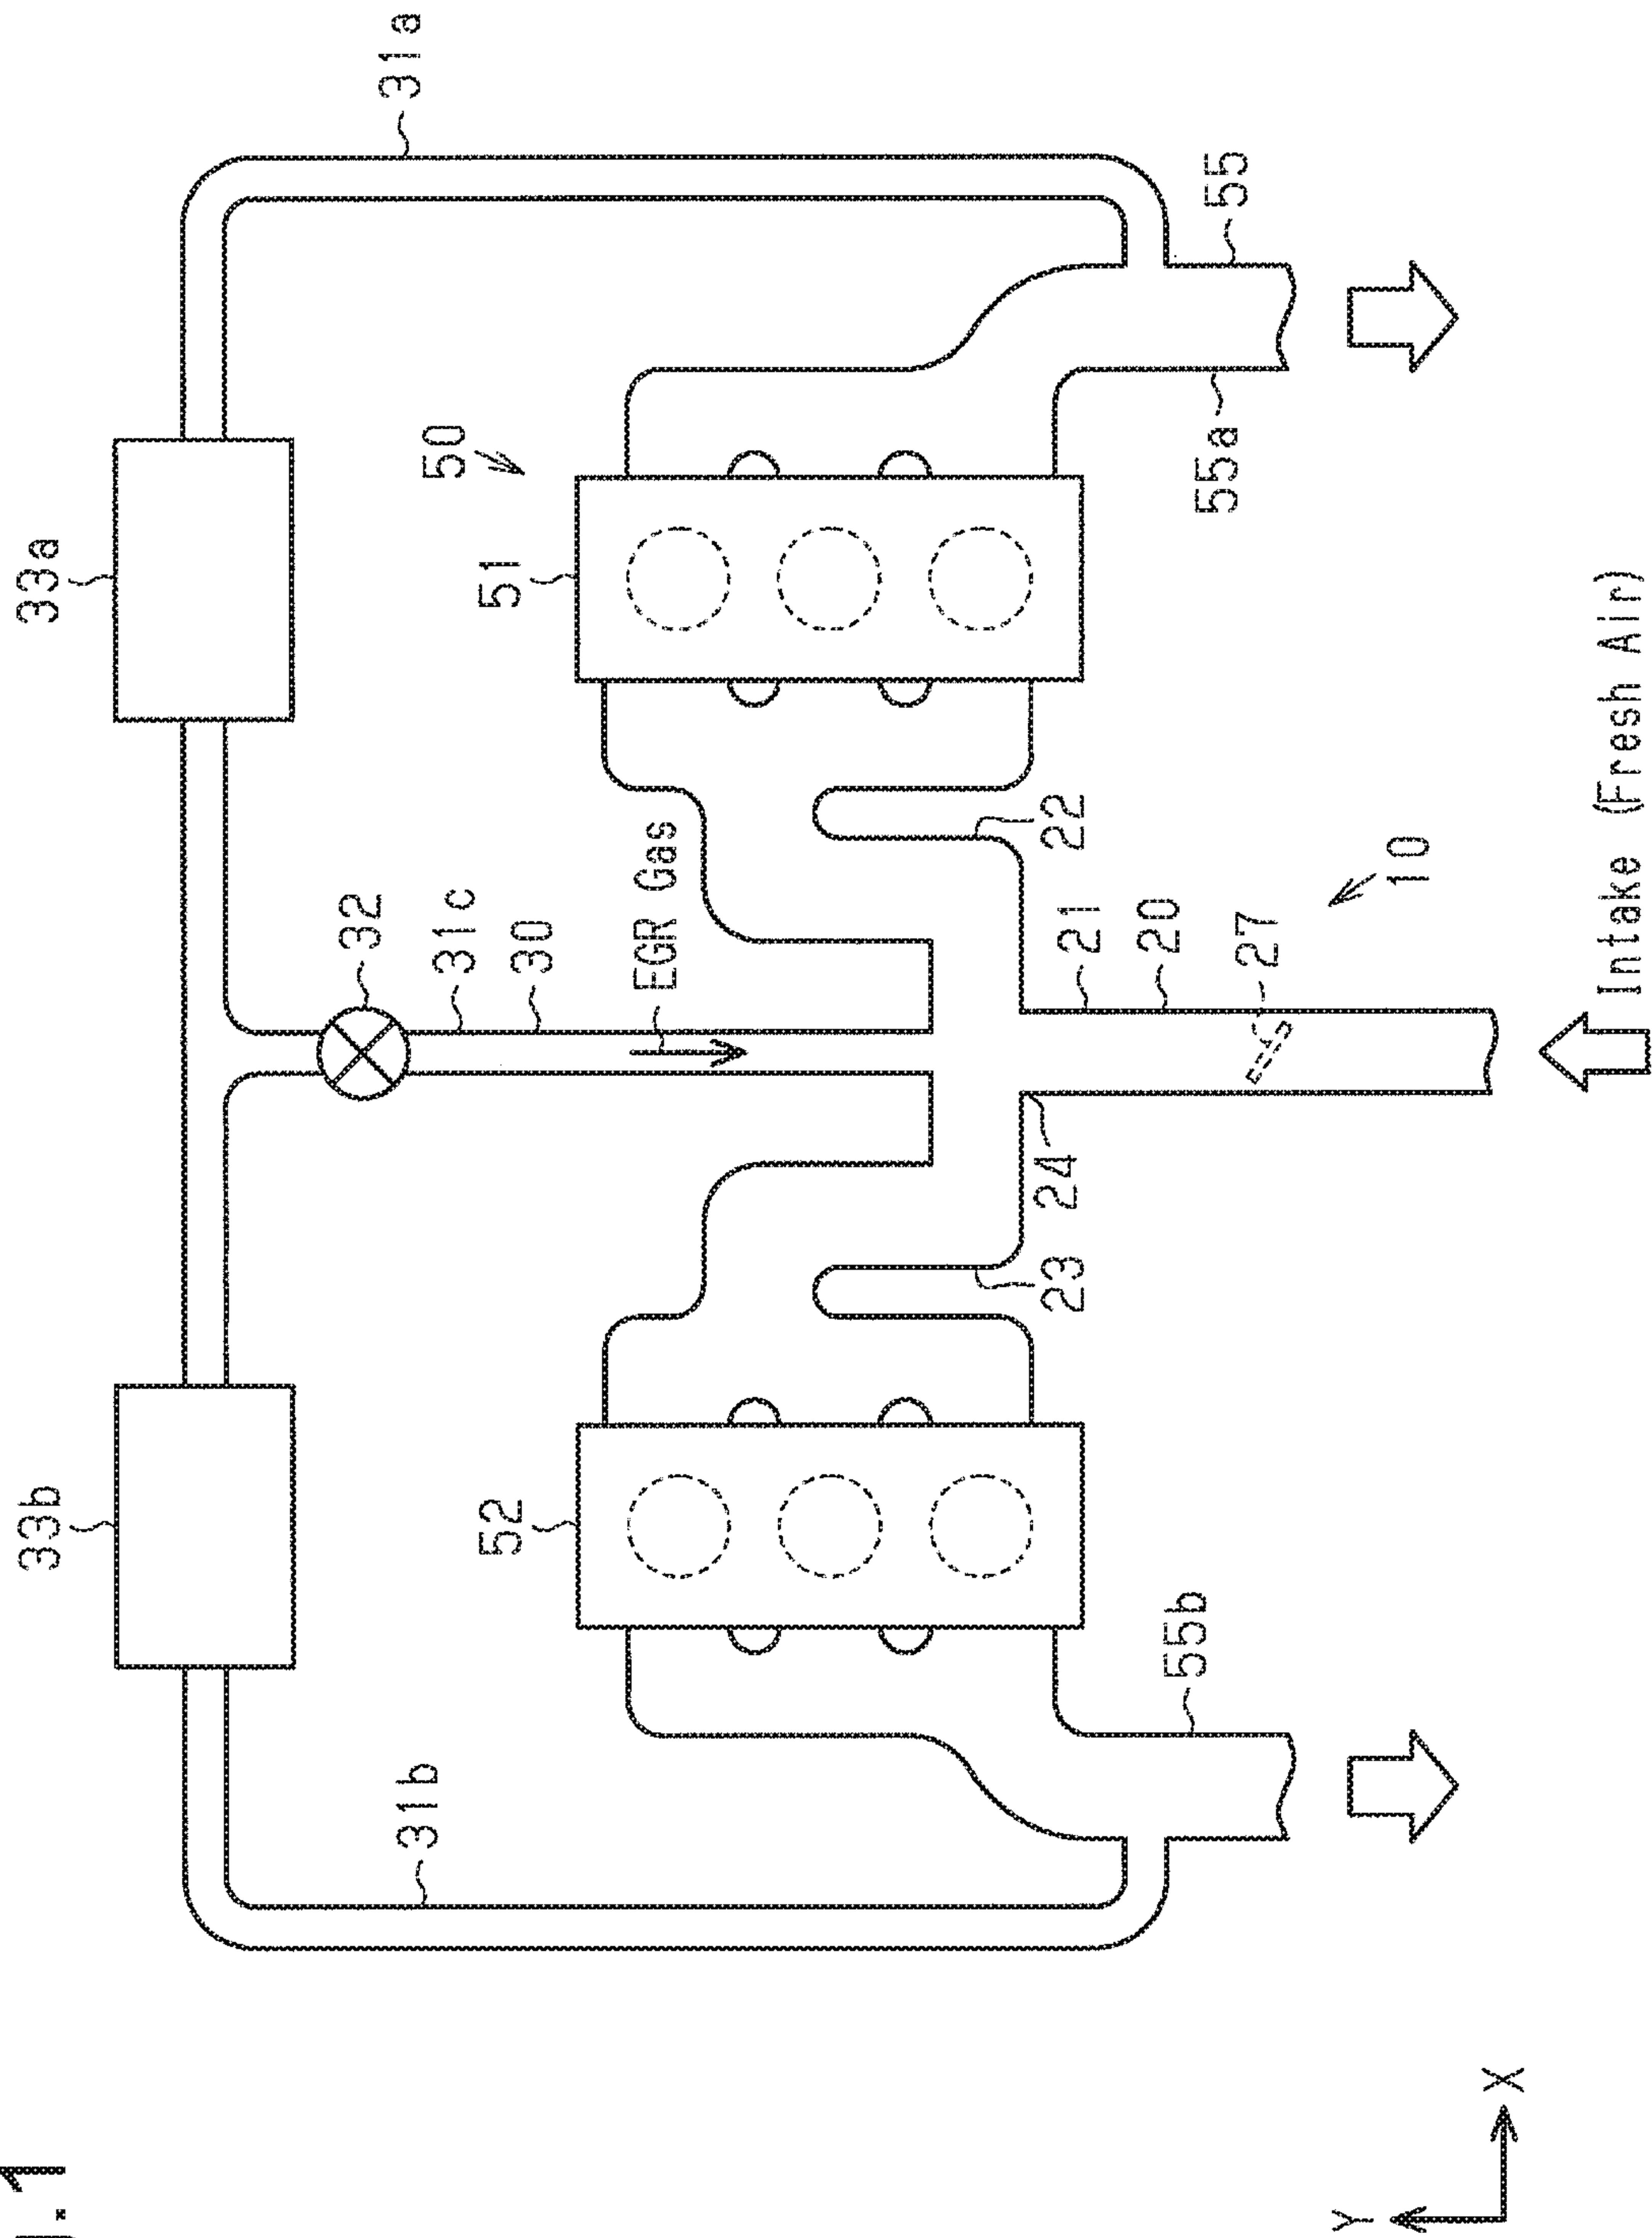 .1
33b
33a
31b
52
32
31c
30
EGR Gas
50
51
31a
55b
23
24
22
21
20
27
10
55a
55
Intake (Fresh Air)
Y
X